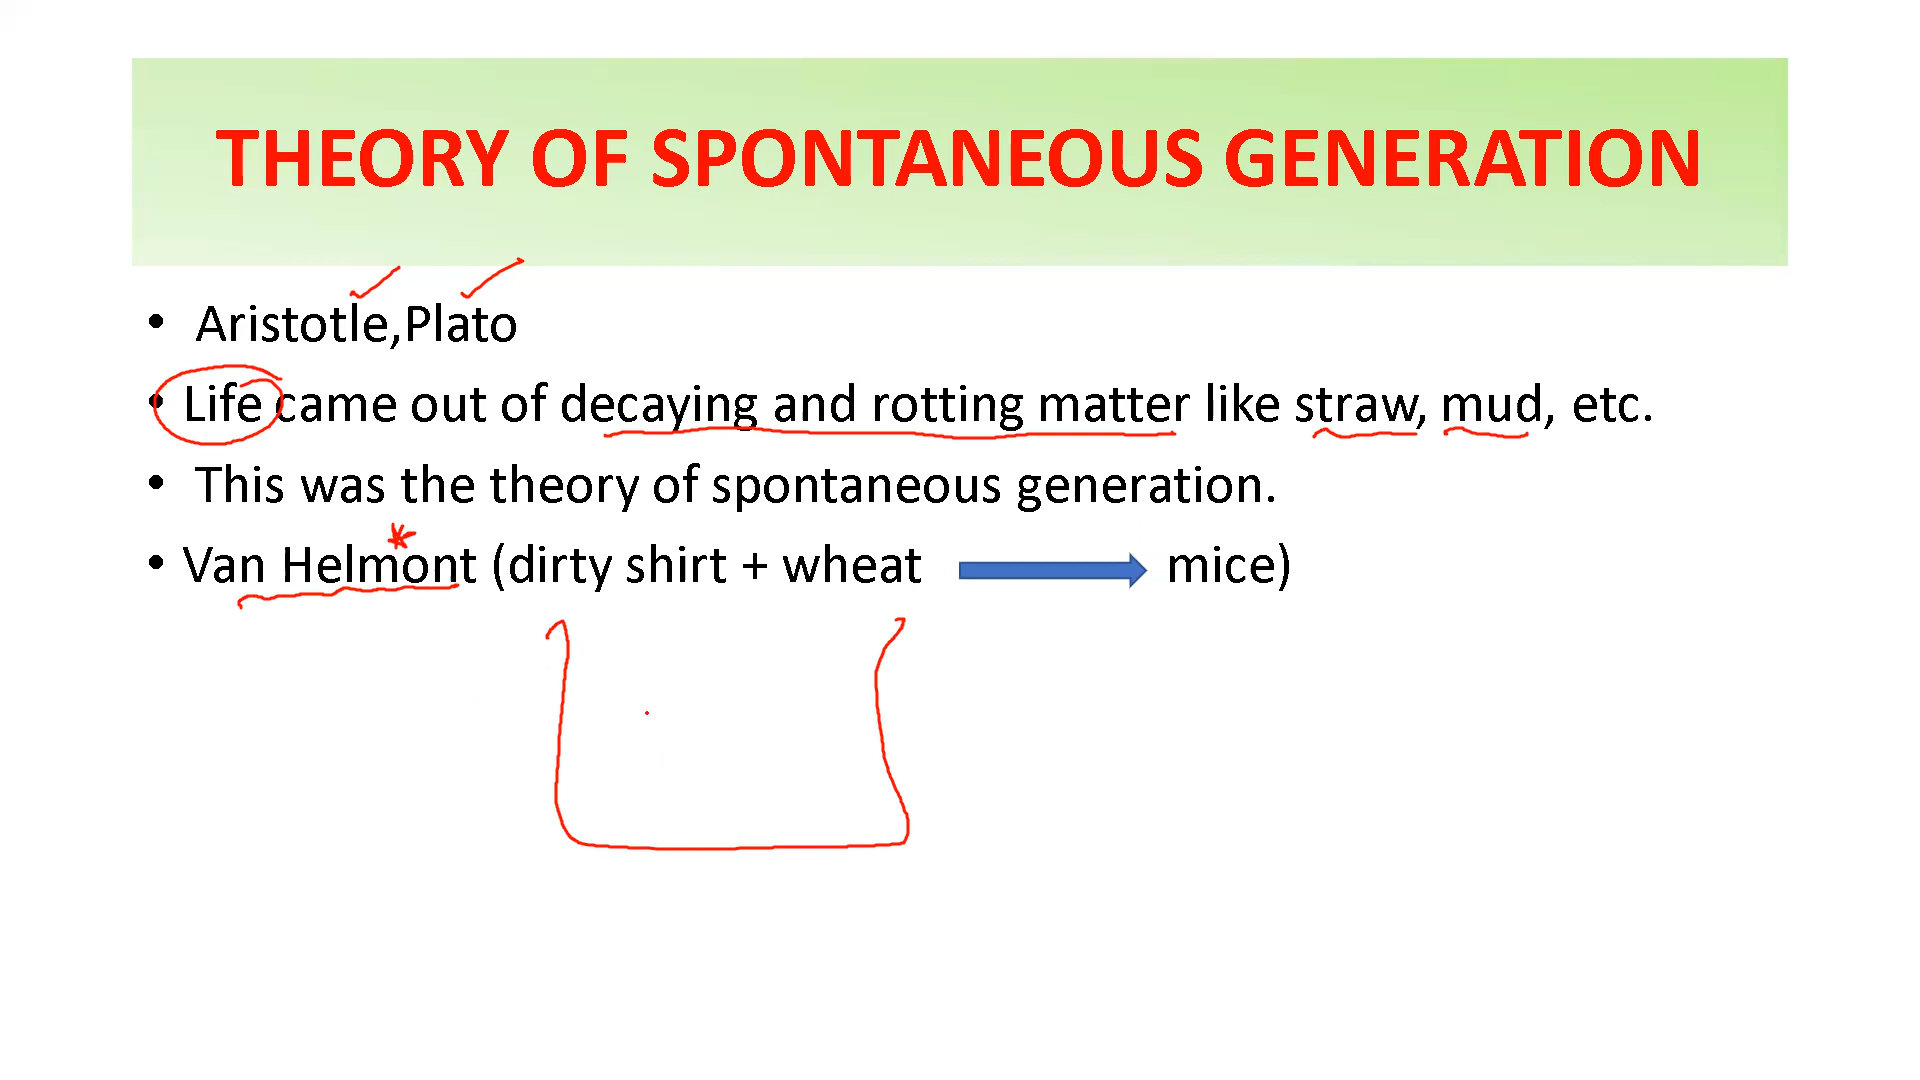 THEORY OF SPONTANEOUS GENERATION
• Aristotle,Plato
• Life came out of decaying and rotting matter like straw, mud, etc.
• This was the theory of spontaneous generation.
• Van Helmont (dirty shirt + wheat mice)